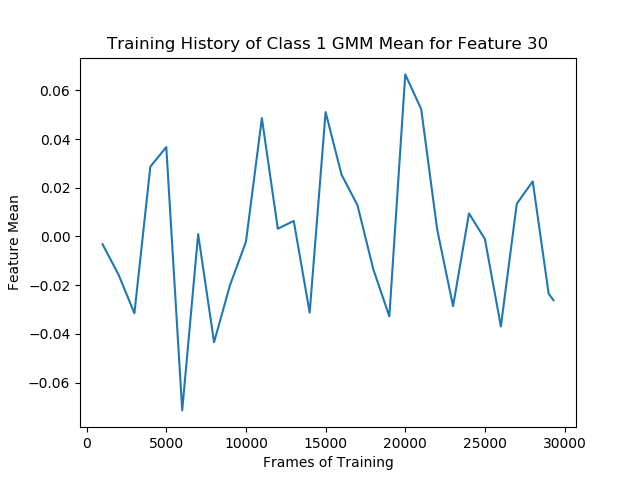 Training History of Class 1 GMM Mean for Feature 30
0.06
0.04
0.02
0.00
−0.02
−0.04
−0.06
Feature Mean
0 5000 10000 15000 20000 25000 30000
Frames of Training